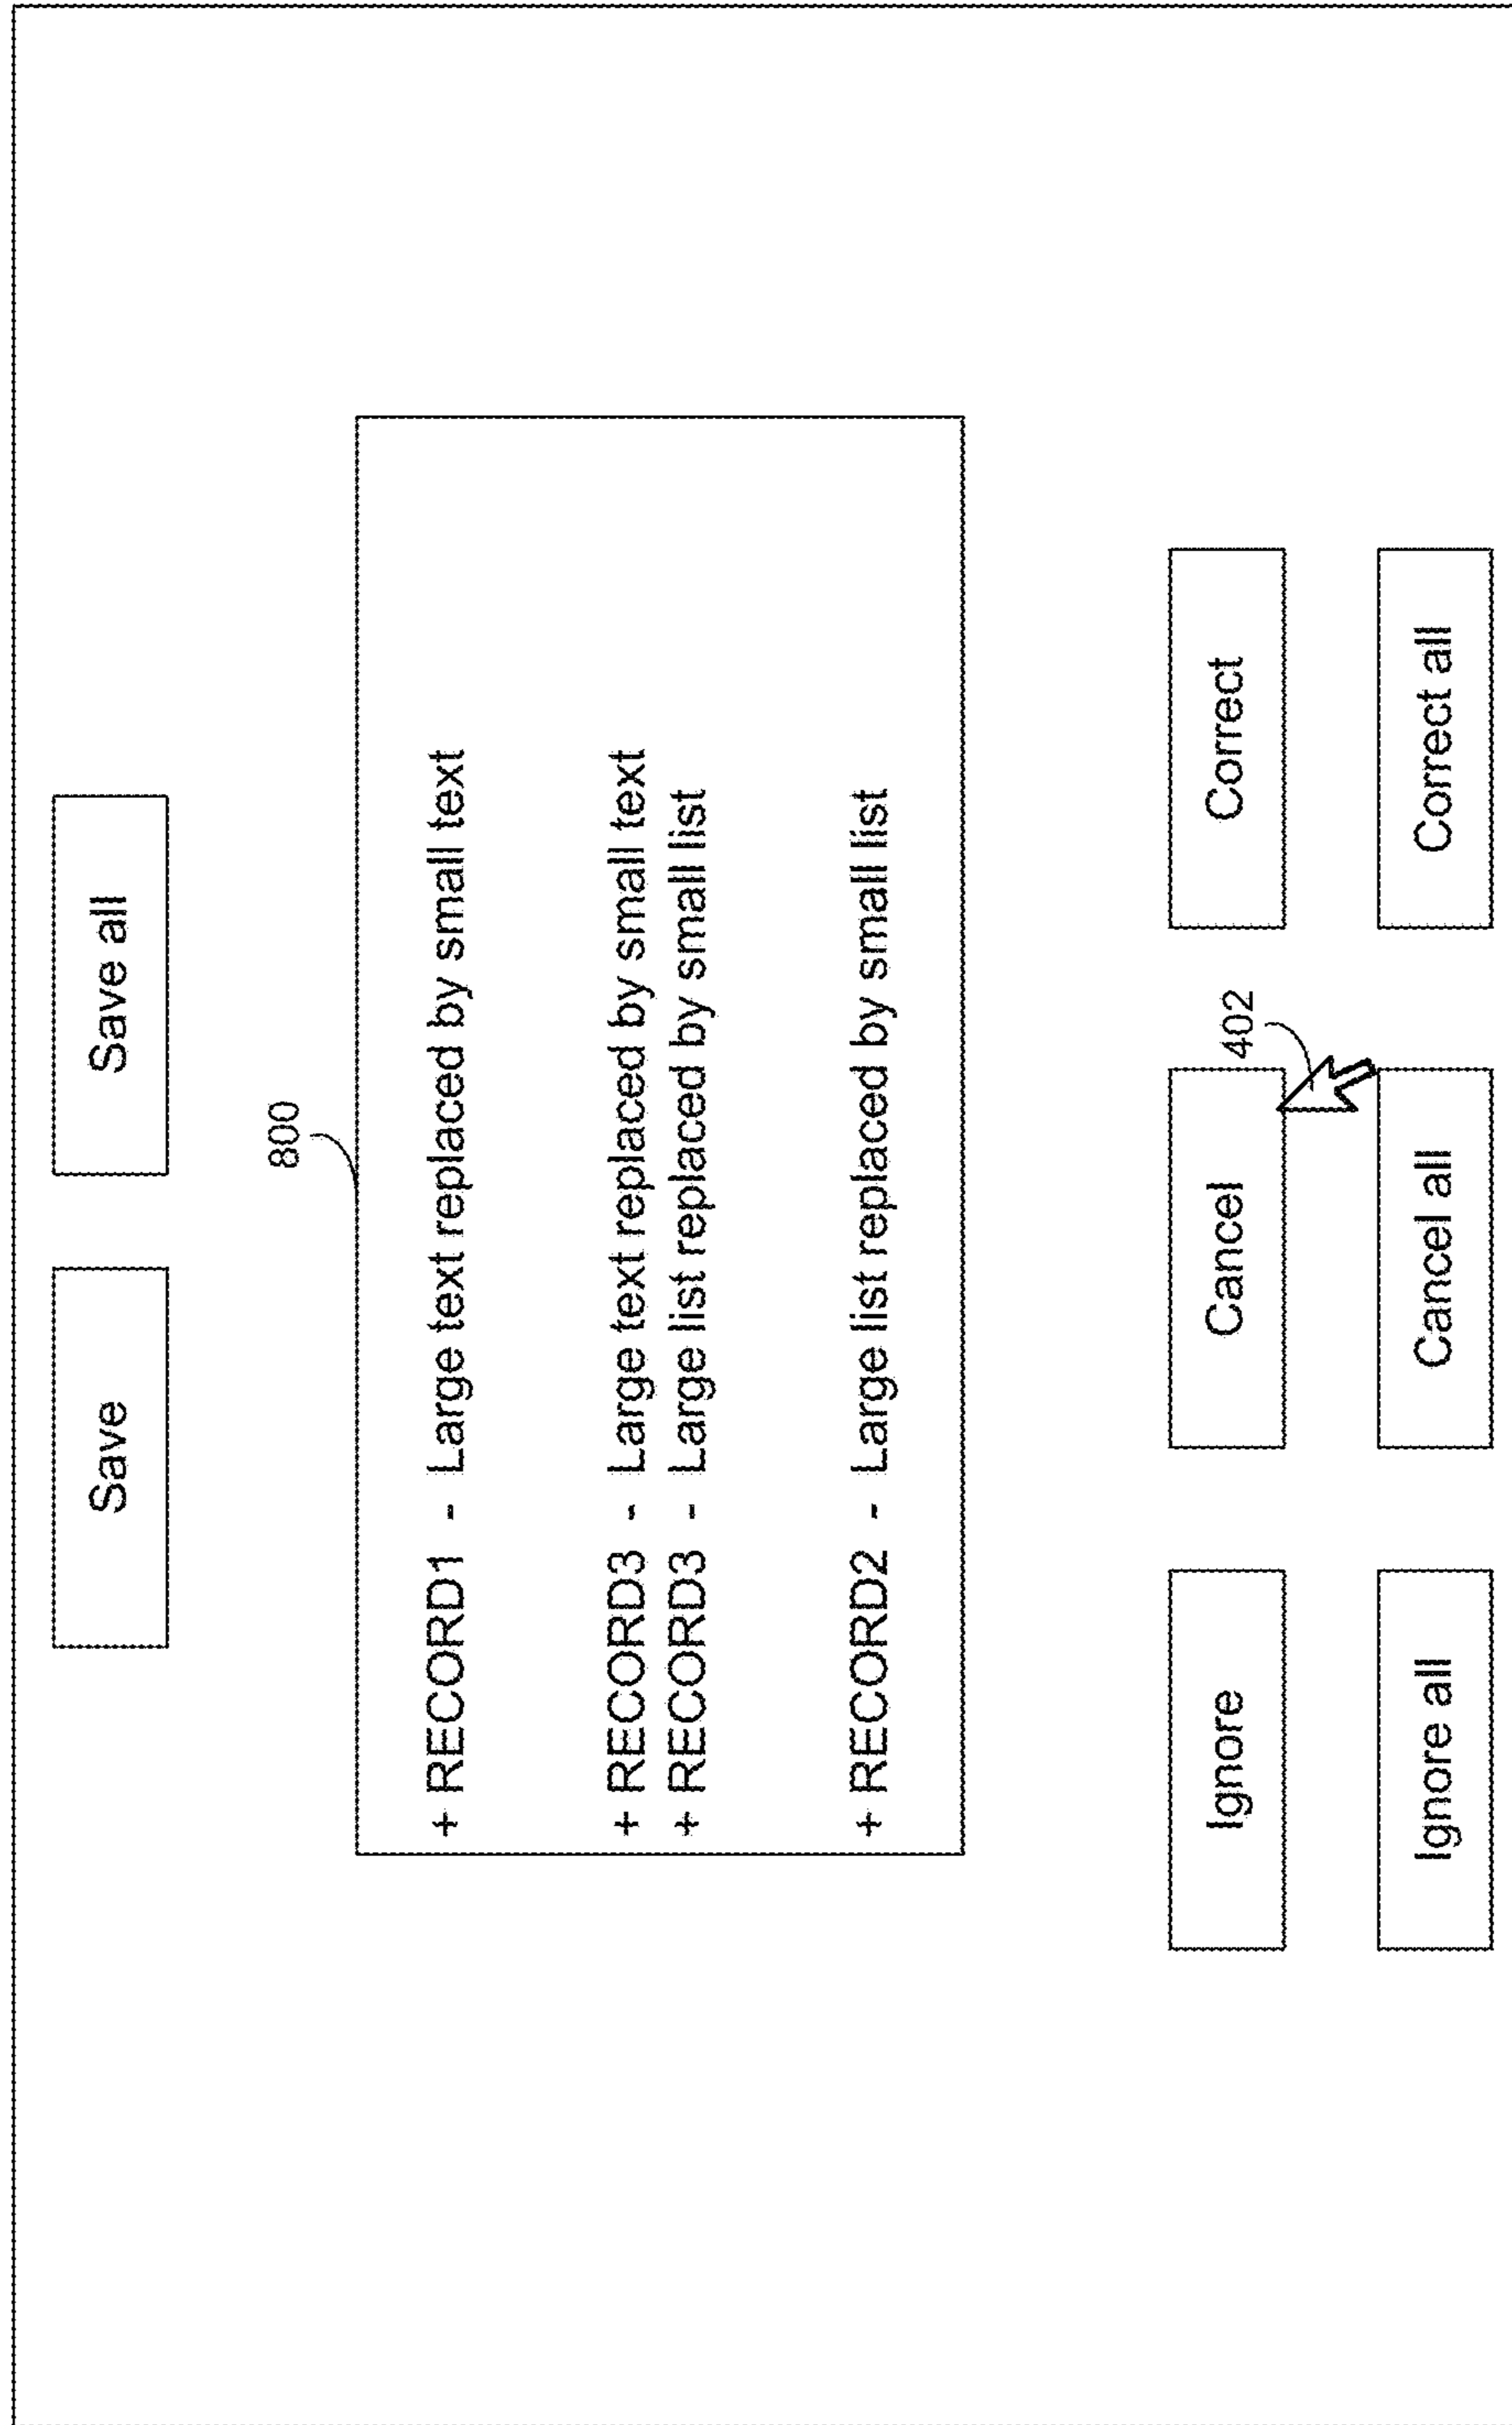 Save
Save all
800
+ RECORD1 - Large text replaced by small text
+ RECORD3 - Large text replaced by small text
+ RECORD3 - Large list replaced by small list
+ RECORD2 - Large list replaced by small list
Ignore
Cancel
402
Correct
Ignore all
Cancel all
Correct all